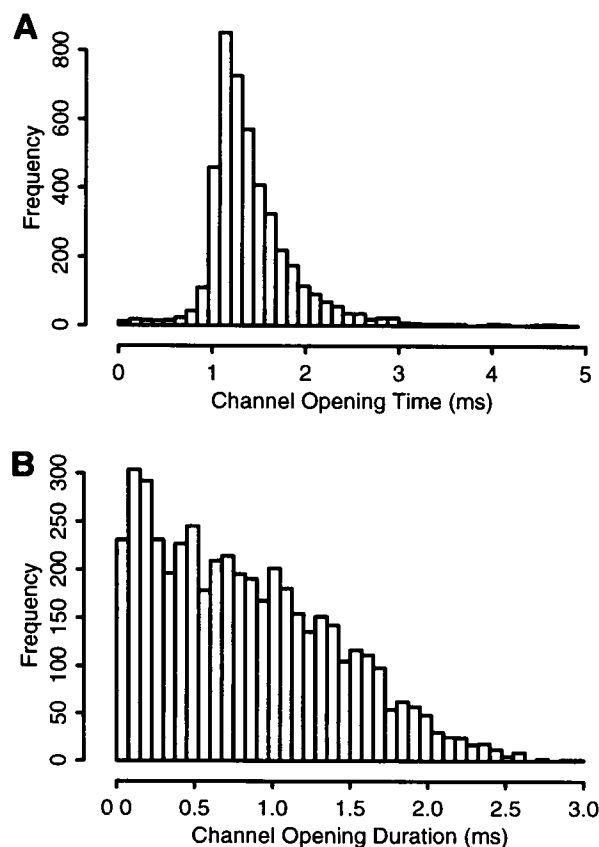 A
800
600
400
200
0
Frequency
0 1 2 3 4 5
Channel Opening Time (ms)
B
300
250
200
150
100
50
0
Frequency
0 0 0.5 1.0 1.5 2.0 2.5 3.0
Channel Opening Duration (ms)